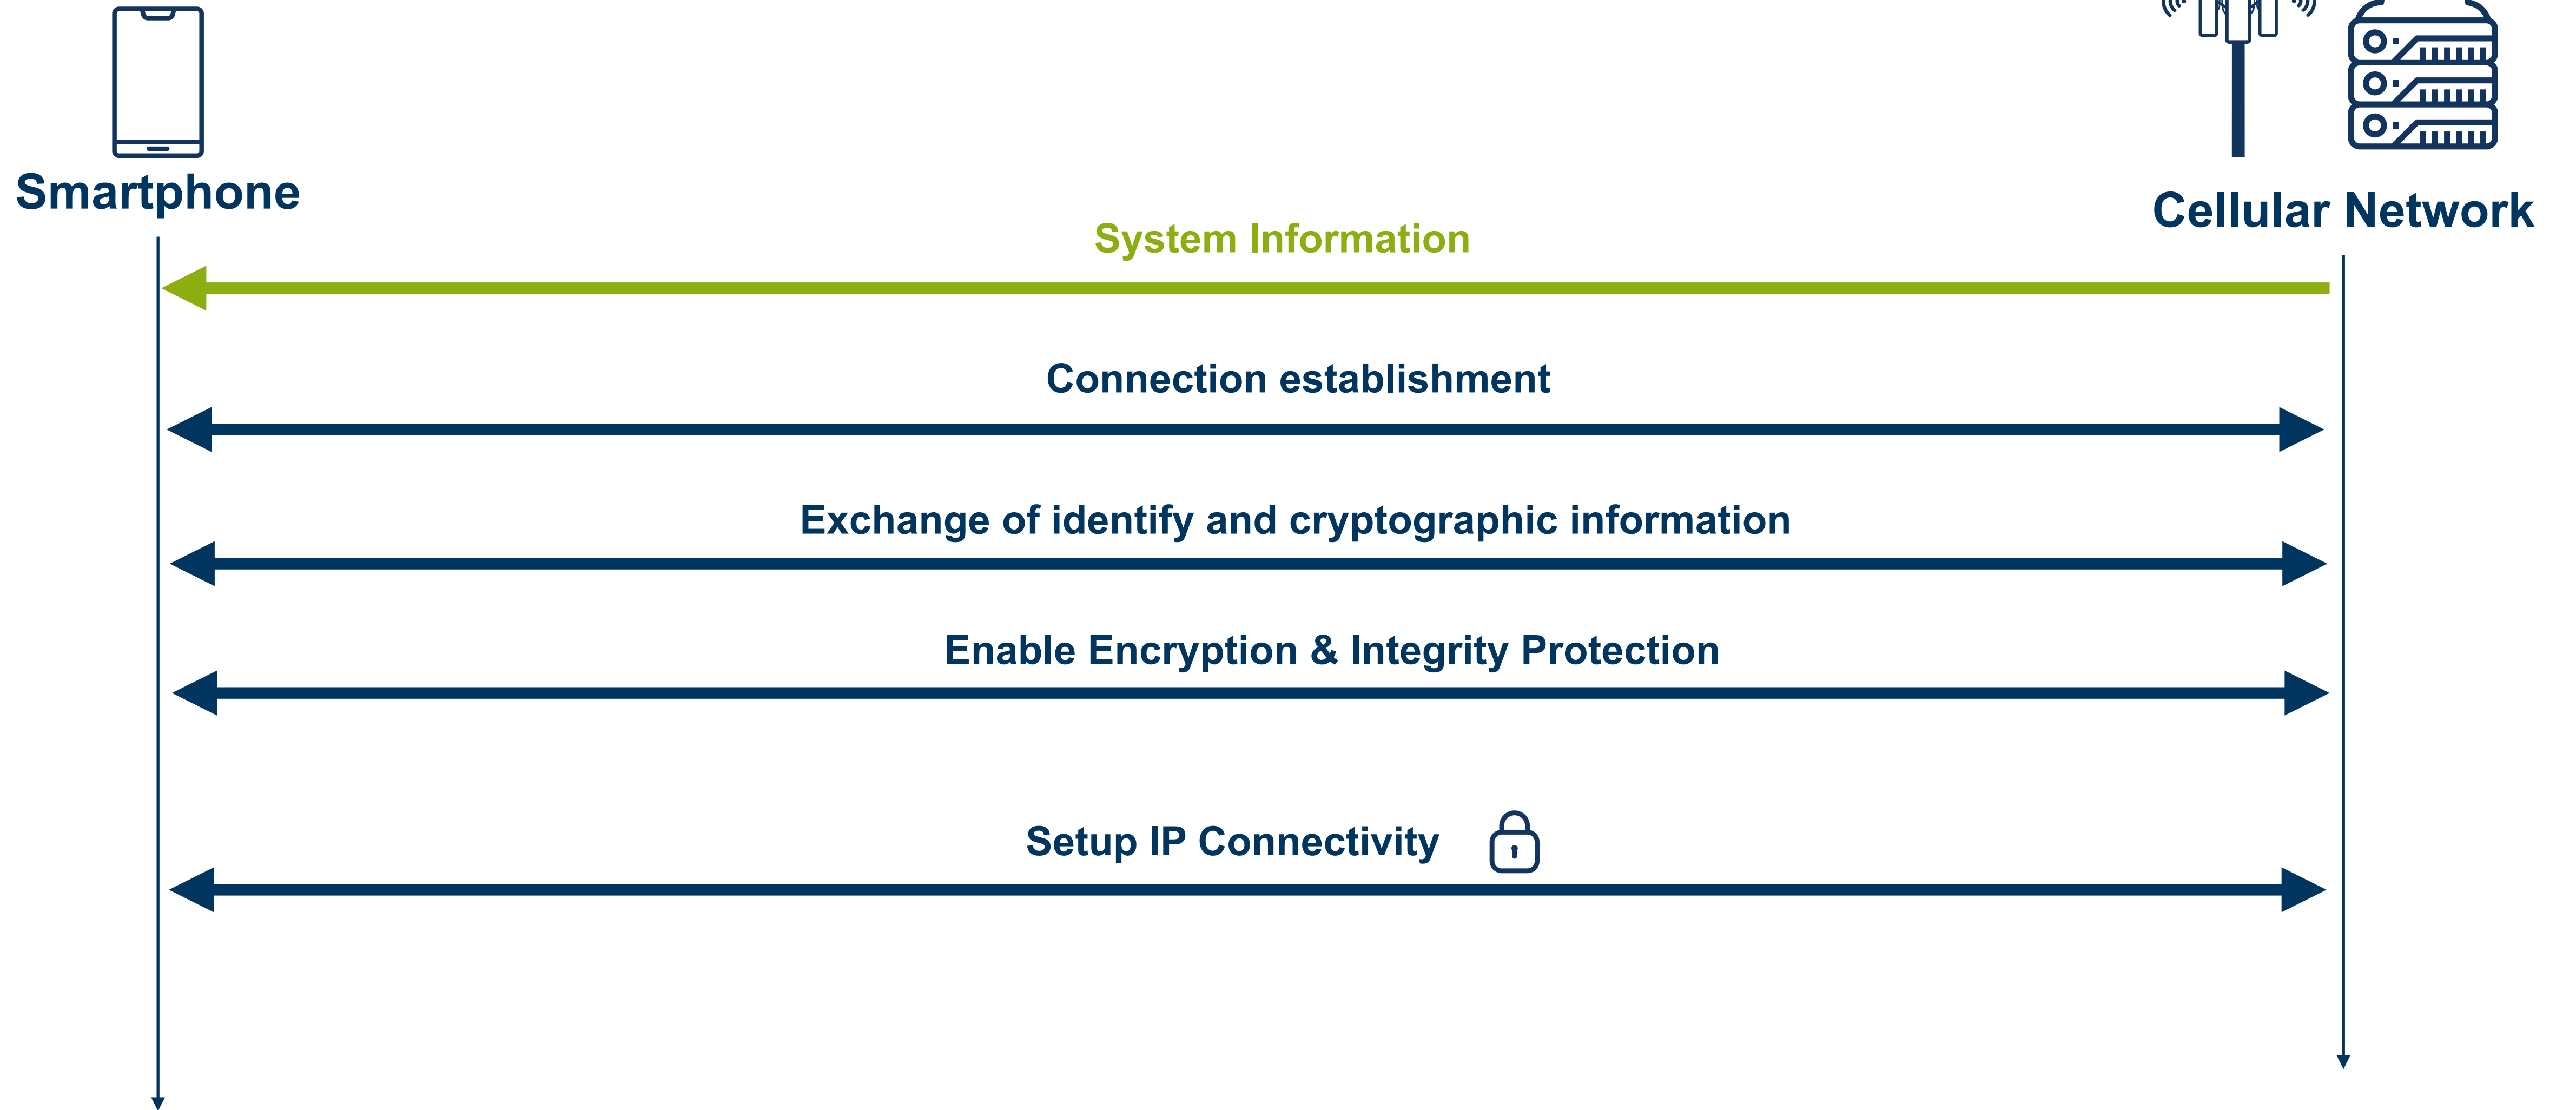 Smartphone
Cellular Network
System Information
Connection establishment
Exchange of identify and cryptographic information
Enable Encryption & Integrity Protection
Setup IP Connectivity